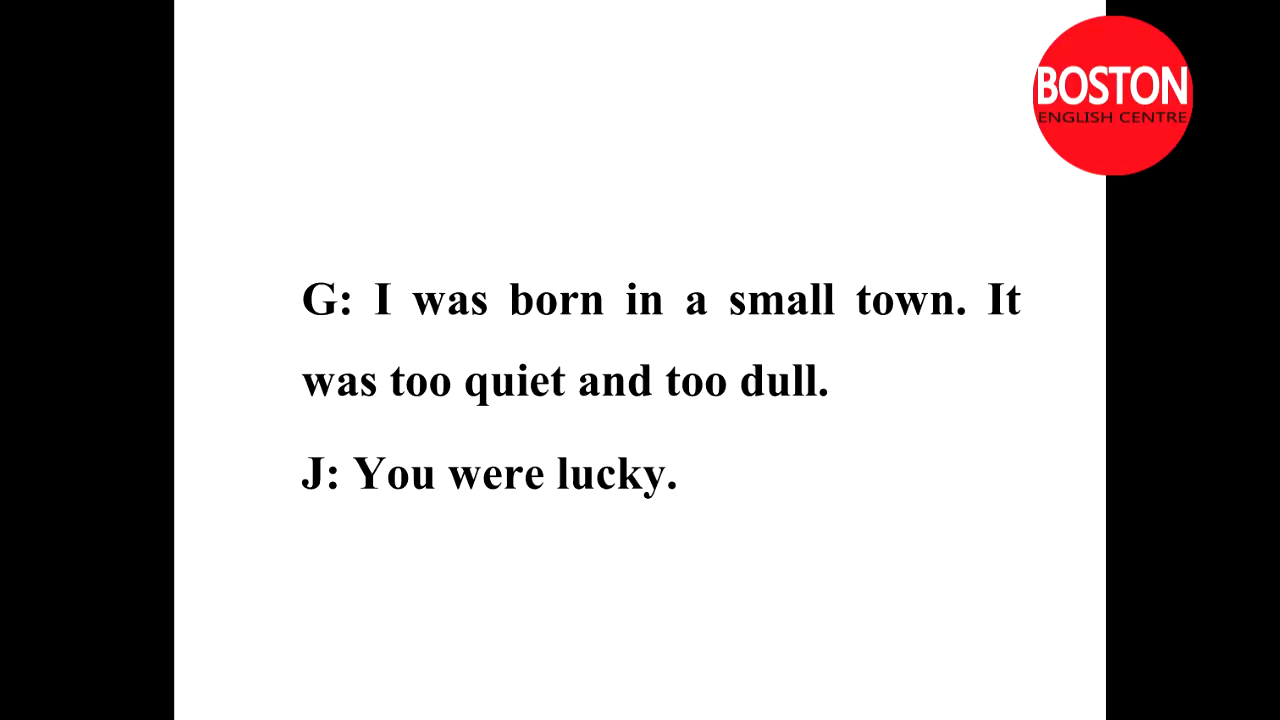 BOSTON
ENGLISH CENTRE
G: I was born in a small town. It
was too quiet and too dull.
J: You were lucky.